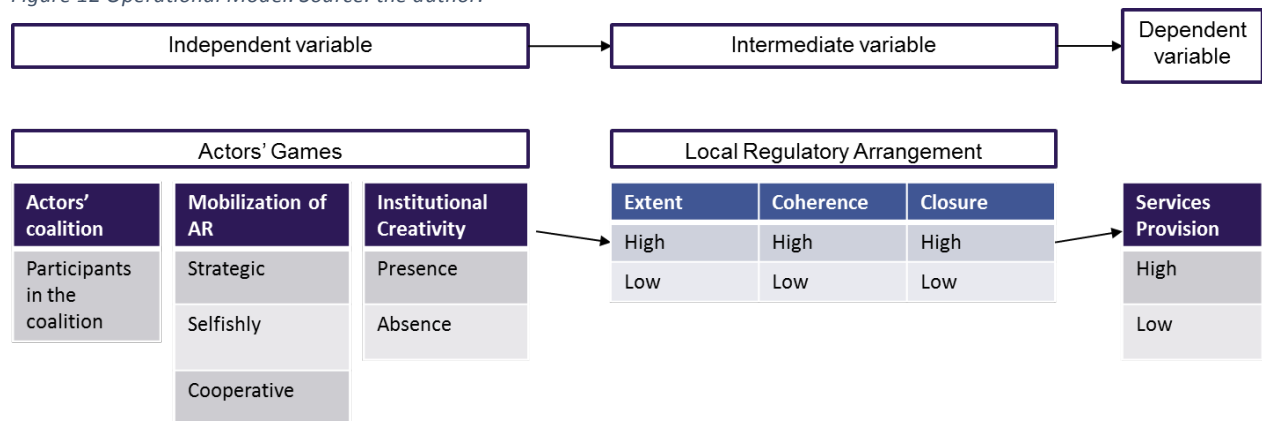 Figure 12 Operational Model. Source: the author.
Independent variable
Intermediate variable
Dependent
variable
Actors' Games
Local Regulatory Arrangement
Actors'
coalition
Participants
in the
coalition
Mobilization of
AR
Strategic
Selfishly
Cooperative
Institutional
Creativity
Presence
Absence
Extent
Coherence
Closure
High
High
High
Low
Low
Low
Services
Provision
High
Low